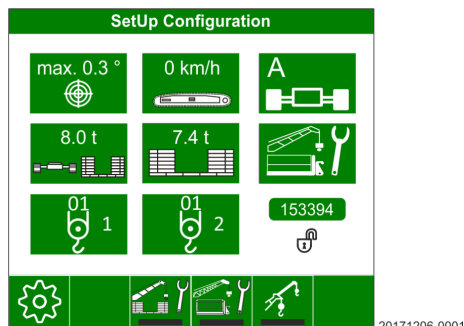 SetUp Configuration
max. 0.3 °
0 km/h
A
8.0 t
7.4 t
01
1
01
2
153394
20171206-0001